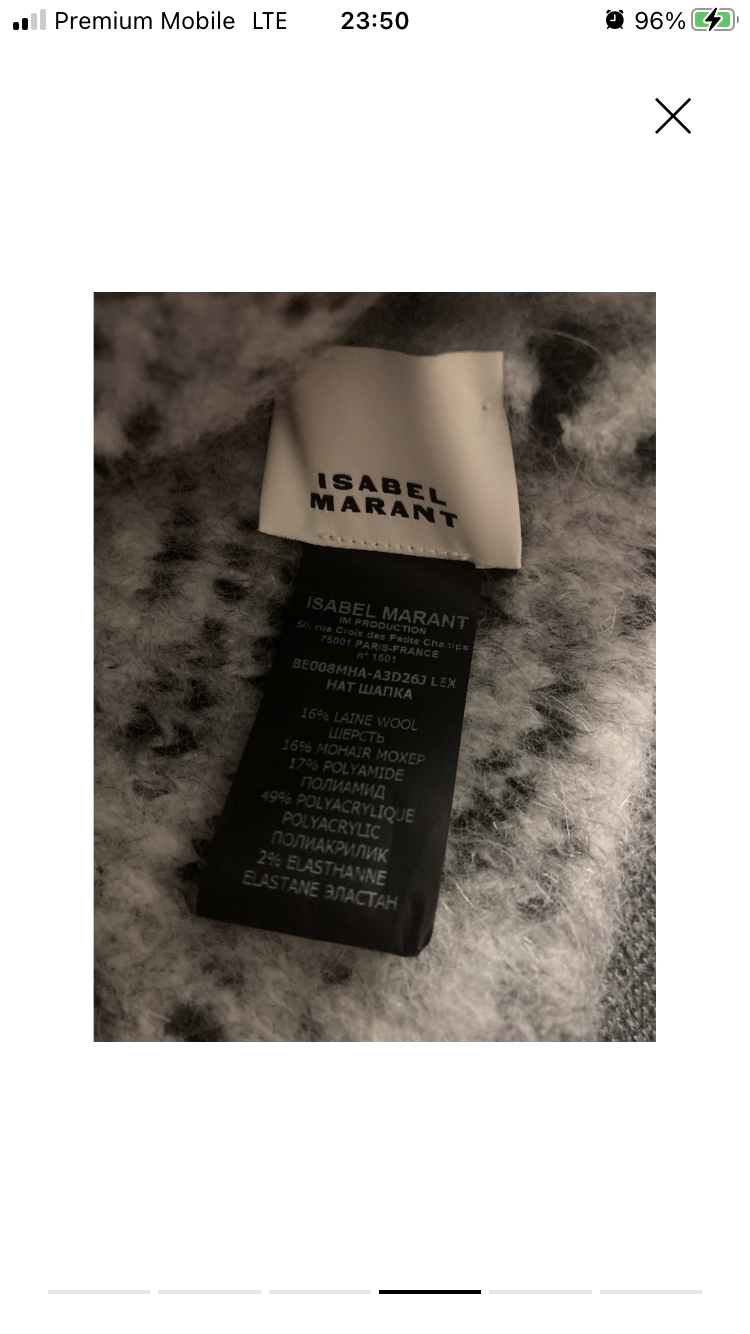 Premium Mobile LTE 23:50 96%
ISABEL
MARANT
ISABEL MARANT
IM PRODUCTION
50, rue Croix des Petits Champs
75001 PARIS-FRANCE
n° 1501
BE008MHA-A3D26J LEX
HAT ШАПКА
16% LAINE WOOL
ШЕРСТЬ
16% MOHAIR МОХЕР
17% POLYAMIDE
ПОЛИАМИД
49% POLYACRYLIQUE
POLYACRYLIC
ПОЛИАКРИЛИК
2% ELASTHANNE
ELASTANE ЭЛАСТАН